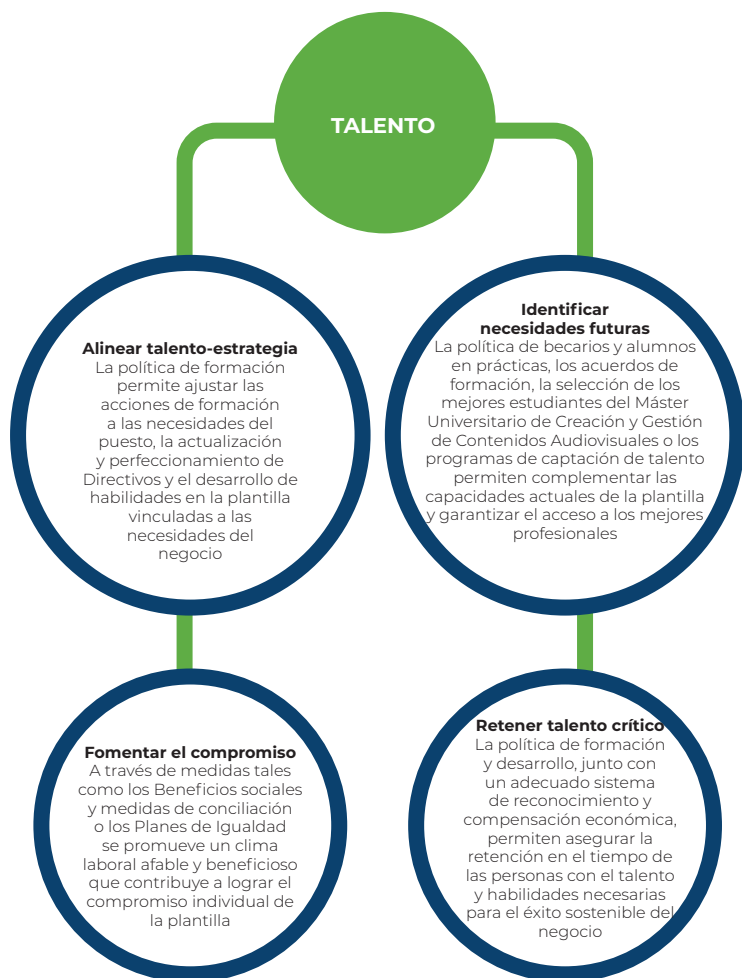 TALENTO
Alinear talento-estrategia
La política de formación
permite ajustar las
acciones de formación
a las necesidades del
puesto, la actualización
y perfeccionamiento de
Directivos y el desarrollo de
habilidades en la plantilla
vinculadas a las
necesidades del
negocio
Identificar
necesidades futuras
La política de becarios y alumnos
en prácticas, los acuerdos de
formación, la selección de los
mejores estudiantes del Máster
Universitario de Creación y Gestión
de Contenidos Audiovisuales o los
programas de captación de talento
permiten complementar las
capacidades actuales de la plantilla
y garantizar el acceso a los mejores
profesionales
Fomentar el compromiso
A través de medidas tales
como los Beneficios sociales
y medidas de conciliación
o los Planes de Igualdad
se promueve un clima
laboral afable y beneficioso
que contribuye a lograr el
compromiso individual de
la plantilla
Retener talento crítico
La política de formación
y desarrollo, junto con
un adecuado sistema
de reconocimiento y
compensación económica,
permiten asegurar la
retención en el tiempo de
las personas con el talento
y habilidades necesarias
para el éxito sostenible del
negocio